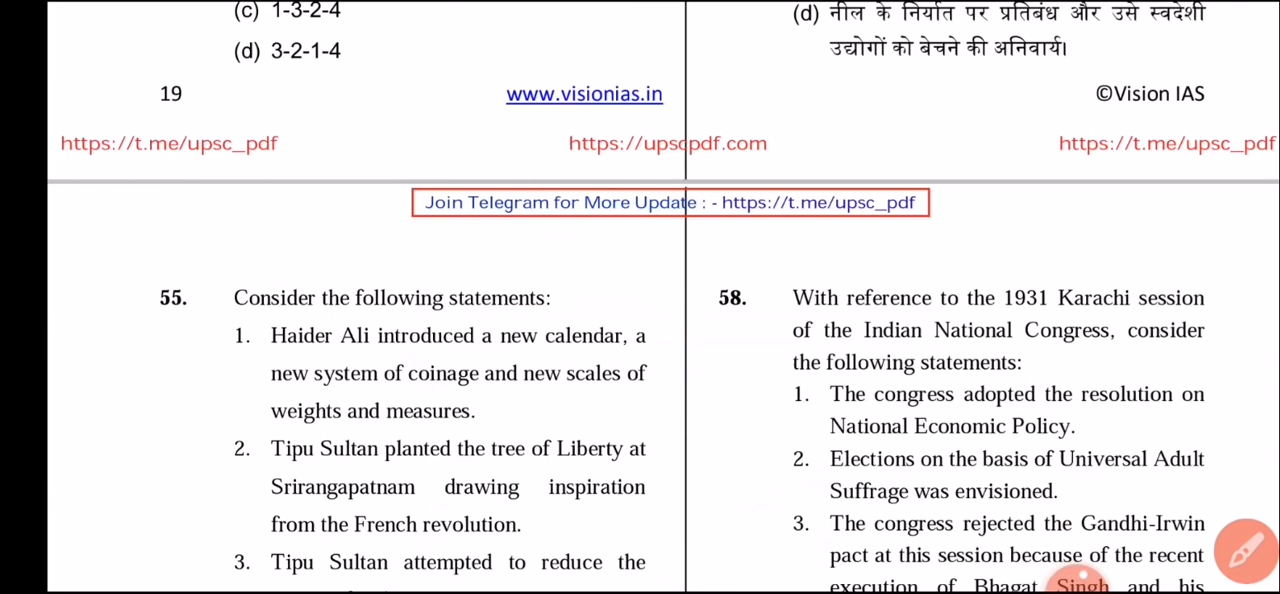 (c) 1-3-2-4
(d) 3-2-1-4
(d) नील के निर्यात पर प्रतिबंध और उसे स्वदेशी
उद्योगों को बेचने की अनिवार्य।
19 www.visionias.in ©Vision IAS
https://t.me/upsc_pdf https://upscpdf.com https://t.me/upsc_pdf
Join Telegram for More Update : - https://t.me/upsc_pdf
55. Consider the following statements:
1. Haider Ali introduced a new calendar, a
new system of coinage and new scales of
weights and measures.
2. Tipu Sultan planted the tree of Liberty at
Srirangapatnam drawing inspiration
from the French revolution.
3. Tipu Sultan attempted to reduce the
58. With reference to the 1931 Karachi session
of the Indian National Congress, consider
the following statements:
1. The congress adopted the resolution on
National Economic Policy.
2. Elections on the basis of Universal Adult
Suffrage was envisioned.
3. The congress rejected the Gandhi-Irwin
pact at this session because of the recent
execution of Bhagat Singh and his